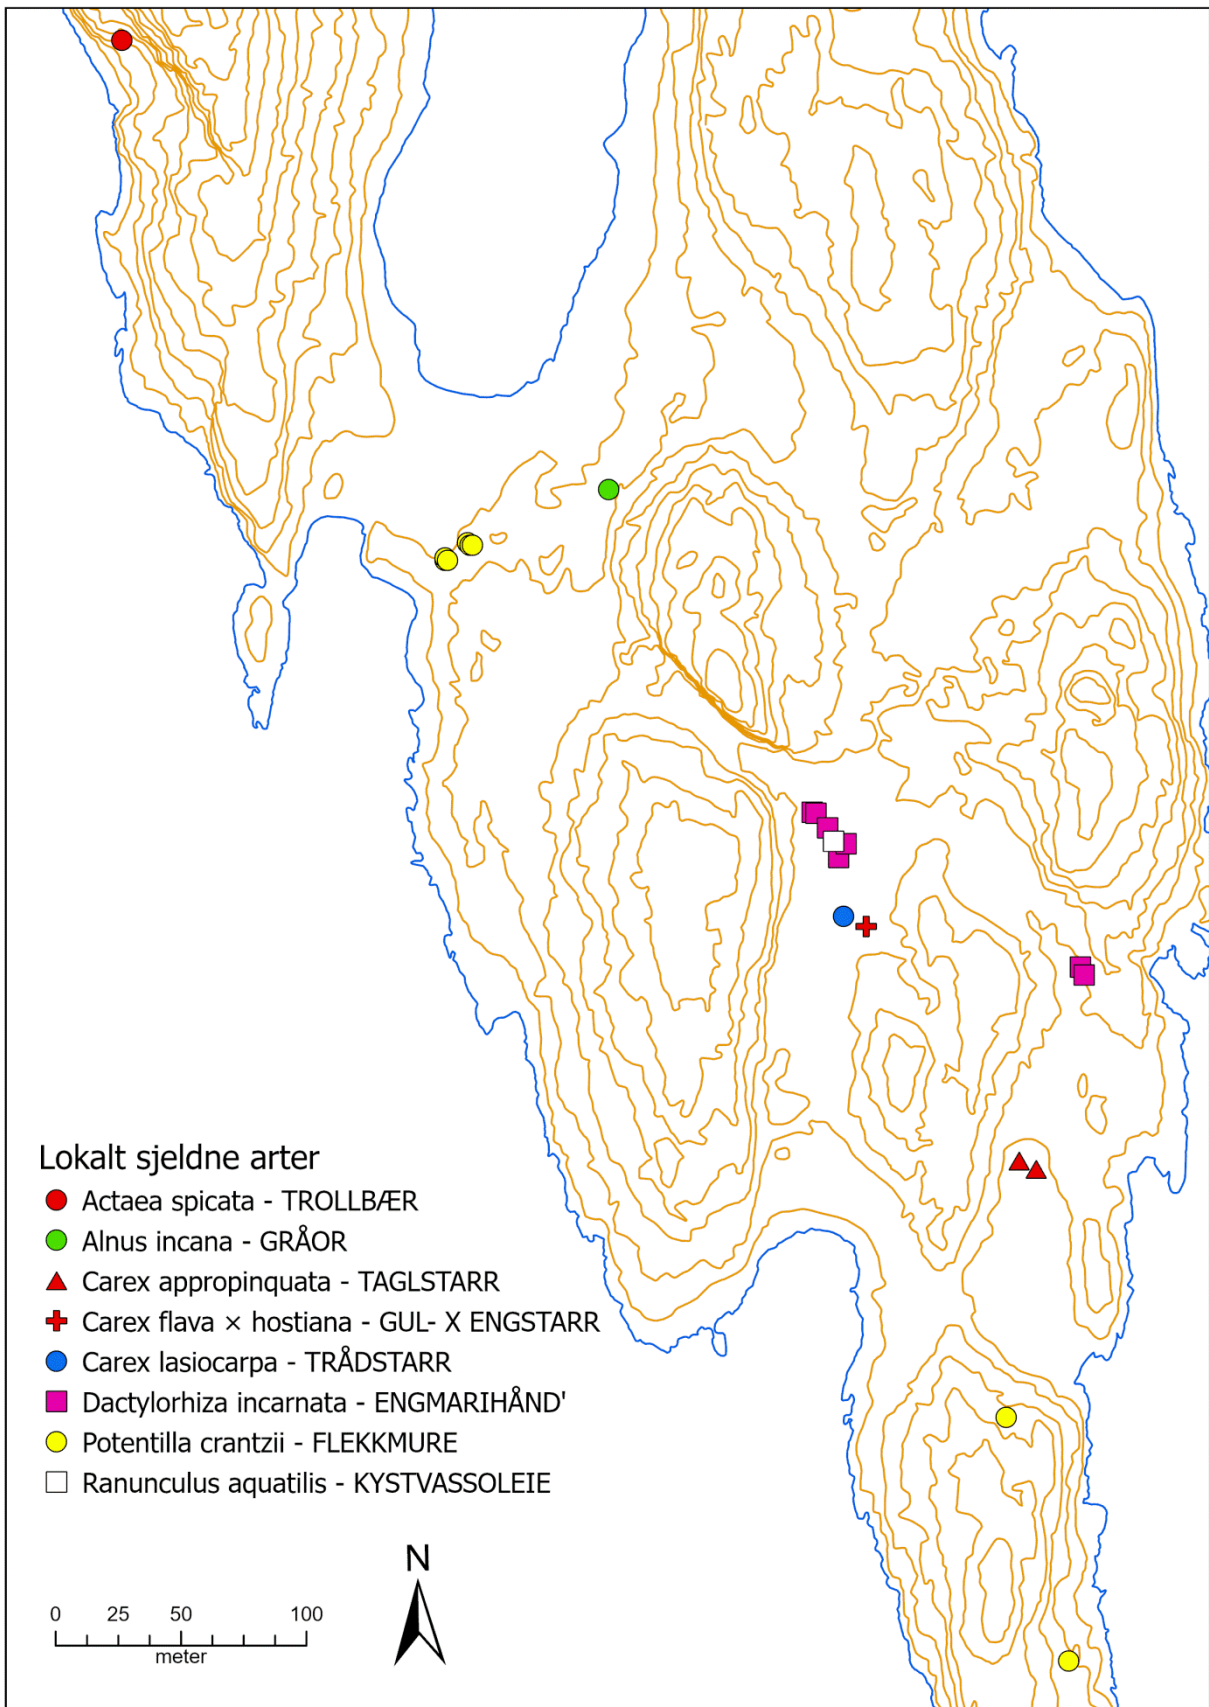 Lokalt sjeldne arter
Actaea spicata - TROLLBÆR
Alnus incana - GRÅOR
Carex appropinquata - TAGLSTARR
Carex flava × hostiana - GUL- X ENGSTARR
Carex lasiocarpa - TRÅDSTARR
Dactylorhiza incarnata - ENGMARIHÅND'
Potentilla crantzii - FLEKKMURE
Ranunculus aquatilis - KYSTVASSOLEIE
N
0 25 50 100
meter